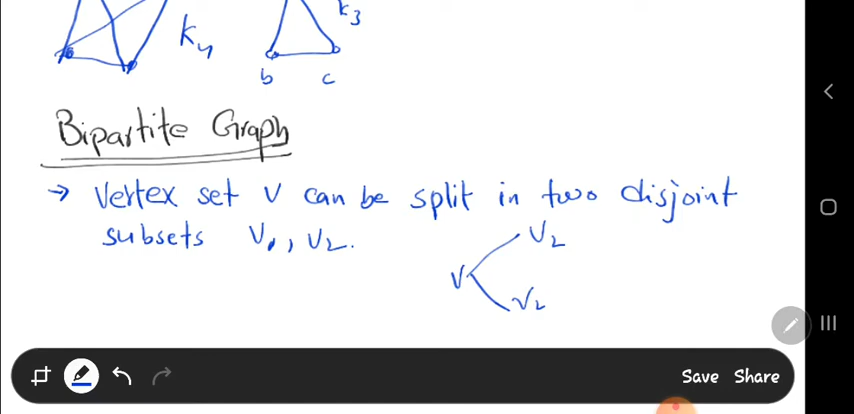 K4
K3
b
c
Bipartite Graph
→ Vertex set V can be split in two disjoint
subsets V1, V2.
V2
V
V2
Save Share